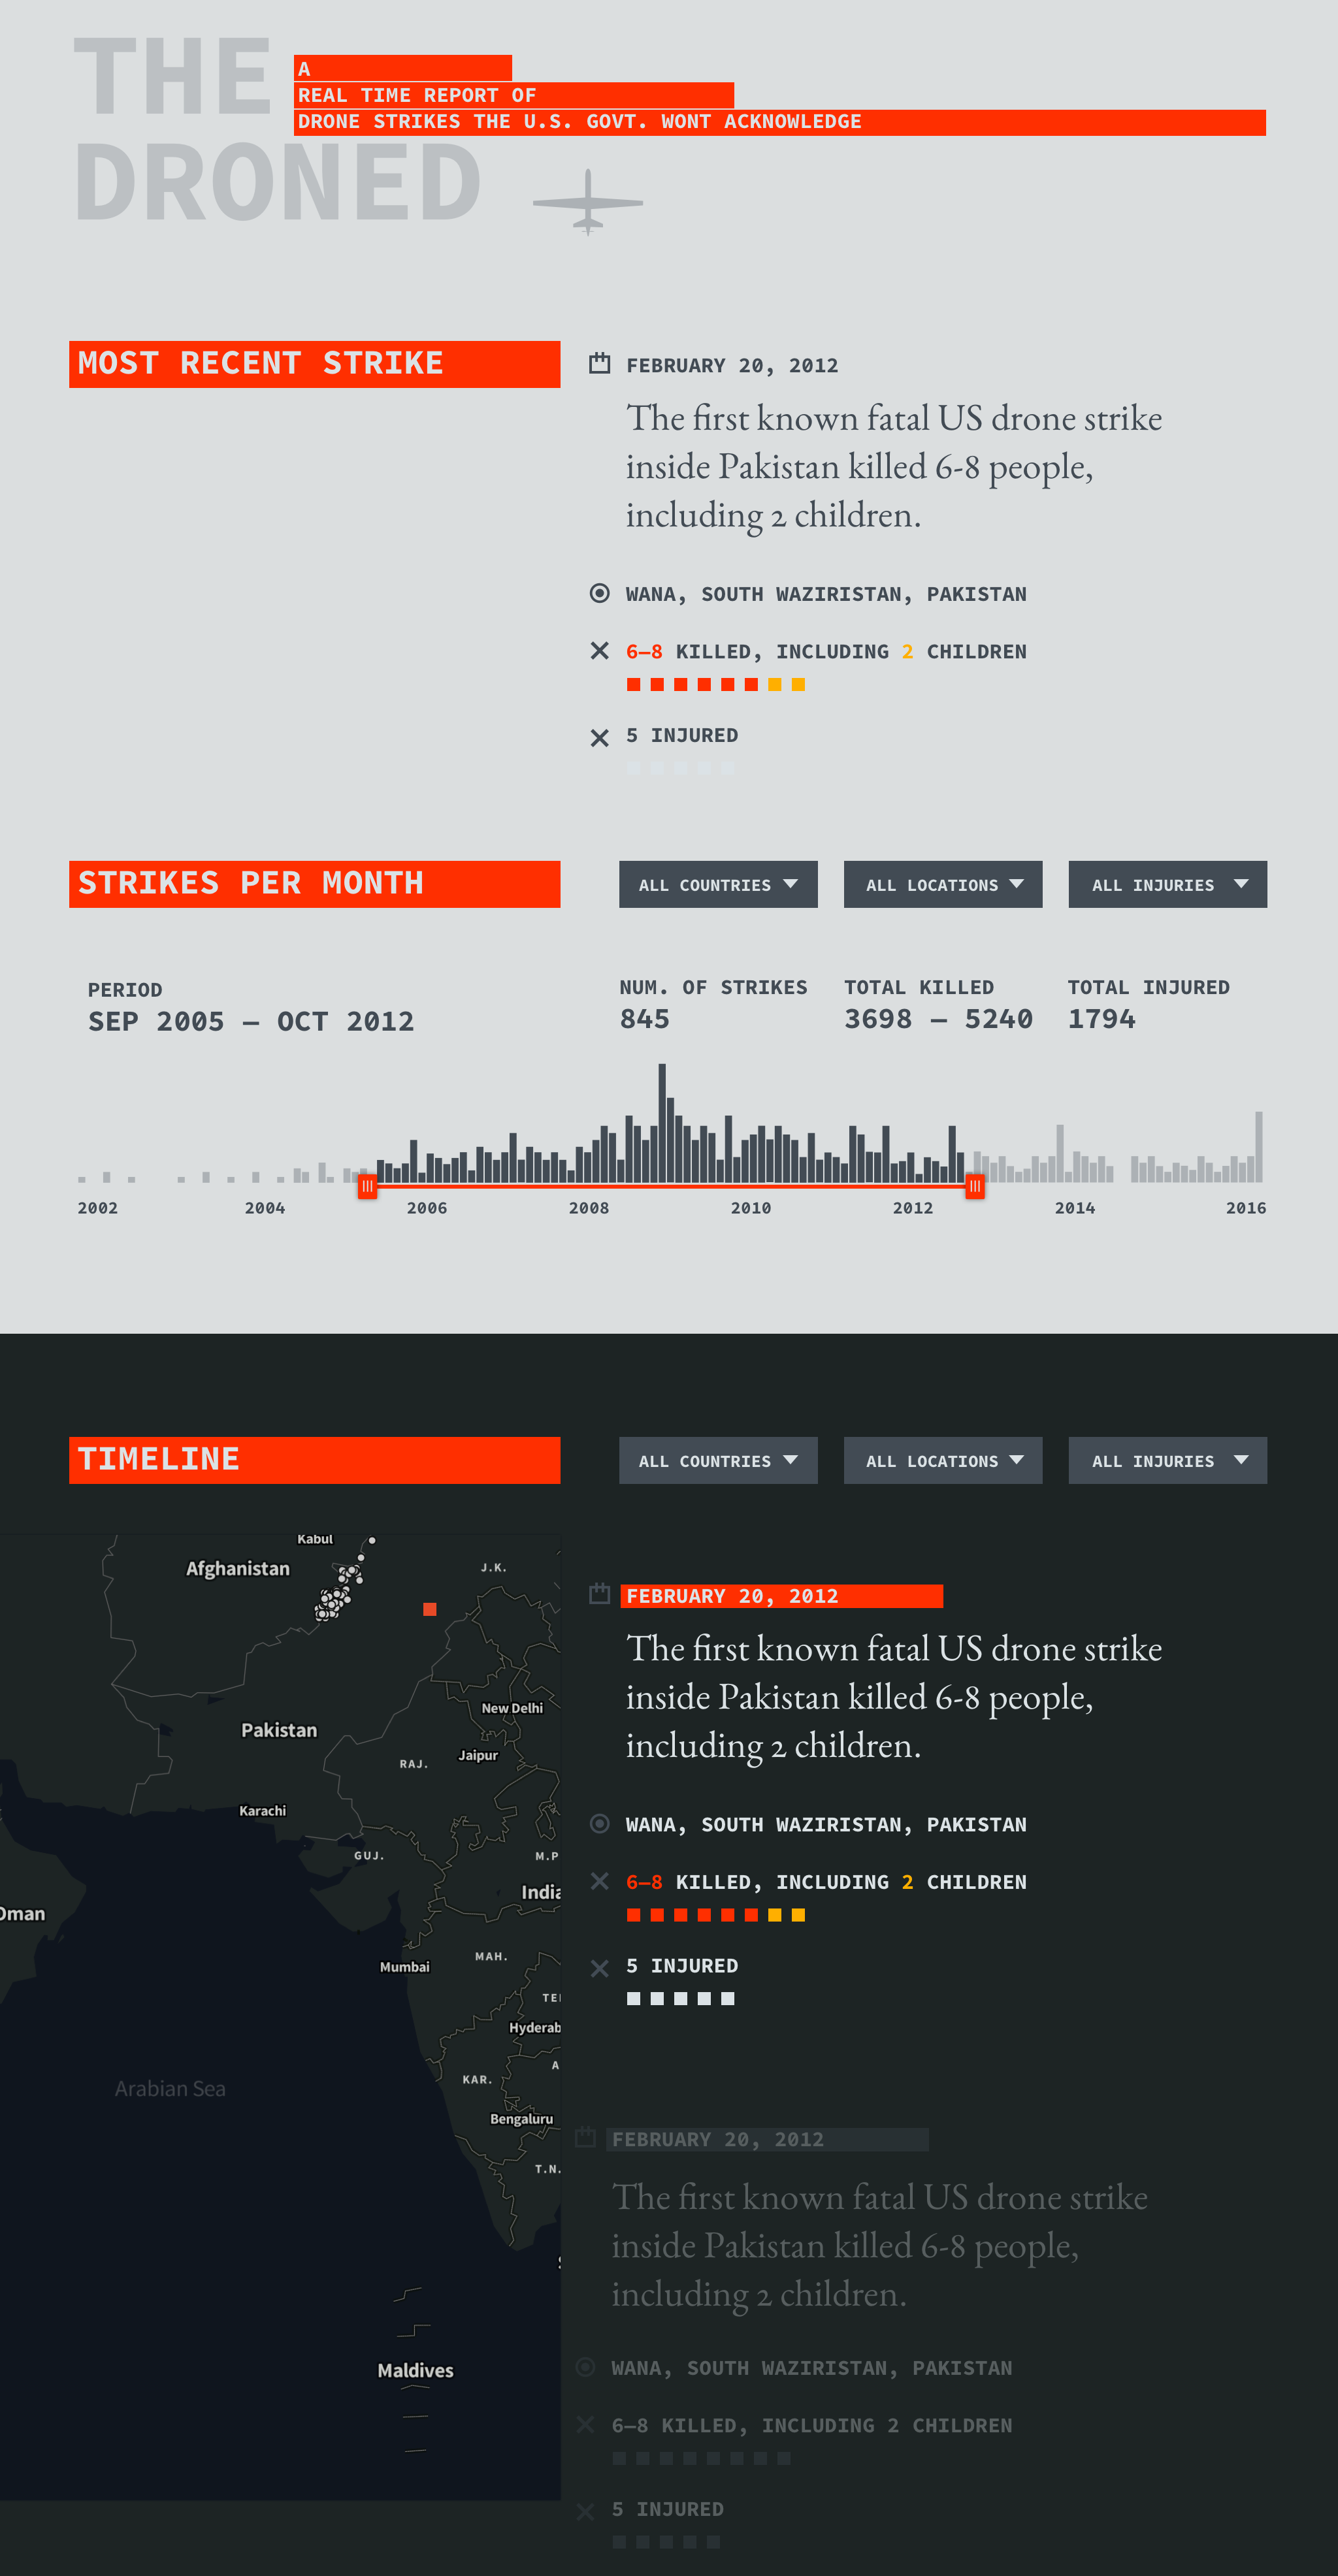 THE
DRONED
A
REAL TIME REPORT OF
DRONE STRIKES THE U.S. GOVT. WONT ACKNOWLEDGE
MOST RECENT STRIKE
FEBRUARY 20, 2012
The first known fatal US drone strike
inside Pakistan killed 6-8 people,
including 2 children.
WANA, SOUTH WAZIRISTAN, PAKISTAN
6–8 KILLED, INCLUDING 2 CHILDREN
5 INJURED
STRIKES PER MONTH
ALL COUNTRIES
ALL LOCATIONS
ALL INJURIES
PERIOD
SEP 2005 – OCT 2012
NUM. OF STRIKES
845
TOTAL KILLED
3698 – 5240
TOTAL INJURED
1794
2002 2004 2006 2008 2010 2012 2014 2016
TIMELINE
ALL COUNTRIES
ALL LOCATIONS
ALL INJURIES
Kabul
Afghanistan
J.K.
New Delhi
Pakistan
Jaipur
RAJ.
Karachi
GUJ.
M.P
India
Oman
MAH.
Mumbai
TE
Hyderab
A
KAR.
Arabian Sea
Bengaluru
T.N.
Maldives
FEBRUARY 20, 2012
The first known fatal US drone strike
inside Pakistan killed 6-8 people,
including 2 children.
WANA, SOUTH WAZIRISTAN, PAKISTAN
6–8 KILLED, INCLUDING 2 CHILDREN
5 INJURED
FEBRUARY 20, 2012
The first known fatal US drone strike
inside Pakistan killed 6-8 people,
including 2 children.
WANA, SOUTH WAZIRISTAN, PAKISTAN
6–8 KILLED, INCLUDING 2 CHILDREN
5 INJURED